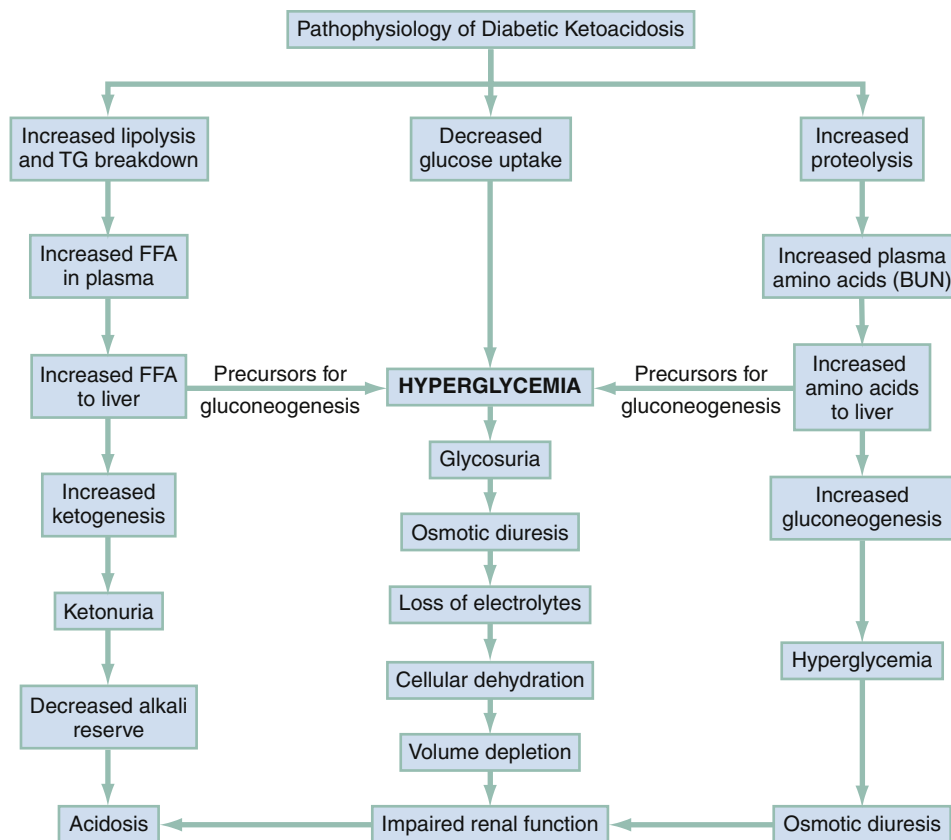 Pathophysiology of Diabetic Ketoacidosis
Increased lipolysis
and TG breakdown
Decreased
glucose uptake
Increased
proteolysis
Increased FFA
in plasma
Increased plasma
amino acids (BUN)
Increased FFA
to liver
Precursors for
gluconeogenesis
HYPERGLYCEMIA
Precursors for
gluconeogenesis
Increased
amino acids
to liver
Glycosuria
Increased
ketogenesis
Increased
gluconeogenesis
Osmotic diuresis
Ketonuria
Loss of electrolytes
Hyperglycemia
Cellular dehydration
Decreased alkali
reserve
Volume depletion
Acidosis
Impaired renal function
Osmotic diuresis